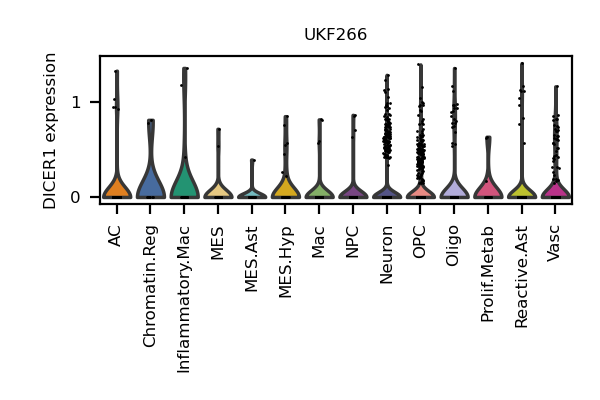 UKF266
DICER1 expression
1
0
AC
Chromatin.Reg
Inflammatory.Mac
MES
MES.Ast
MES.Hyp
Mac
NPC
Neuron
OPC
Oligo
Prolif.Metab
Reactive.Ast
Vasc